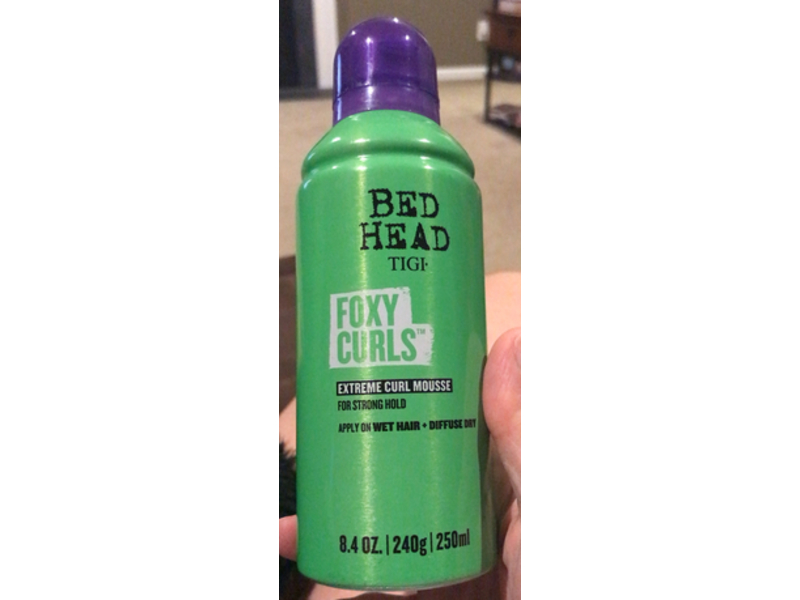 BED
HEAD
TIGI
FOXY
CURLS™
EXTREME CURL MOUSSE
FOR STRONG HOLD
APPLY ON WET HAIR • DIFFUSE DRY
8.4 OZ. | 240g | 250ml